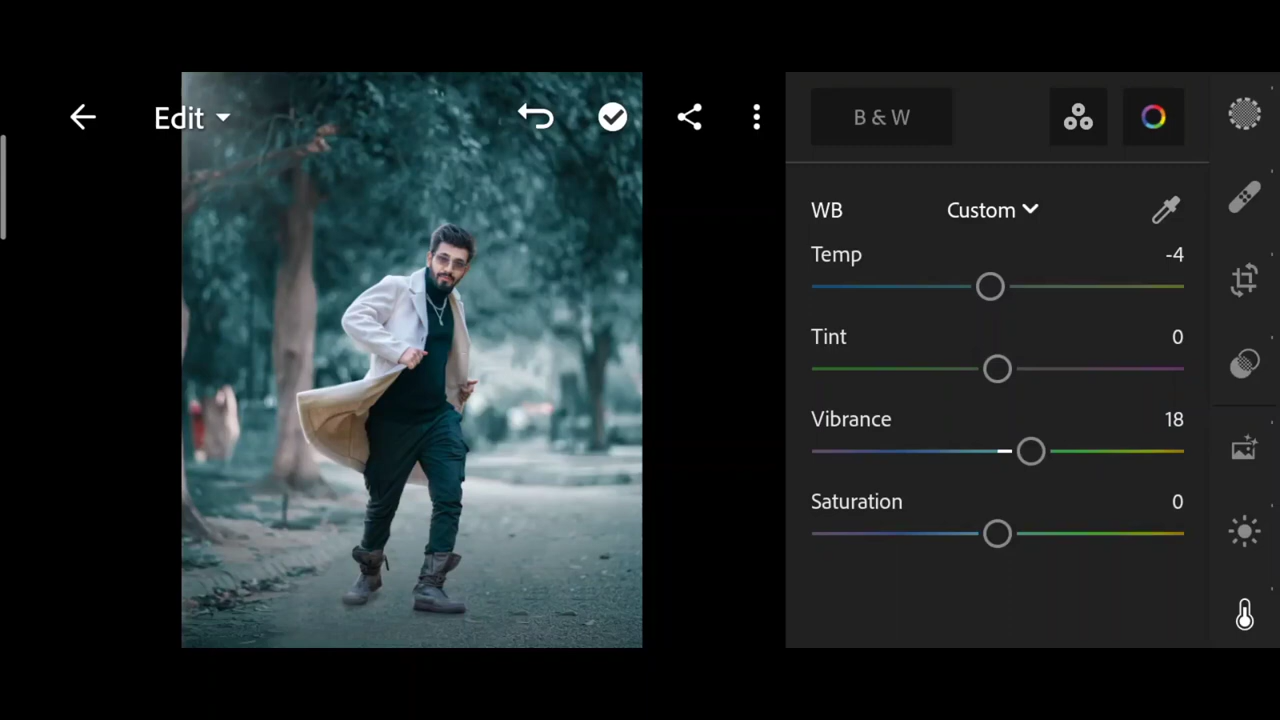 Edit
B & W
WB Custom
Temp -4
Tint 0
Vibrance 18
Saturation 0